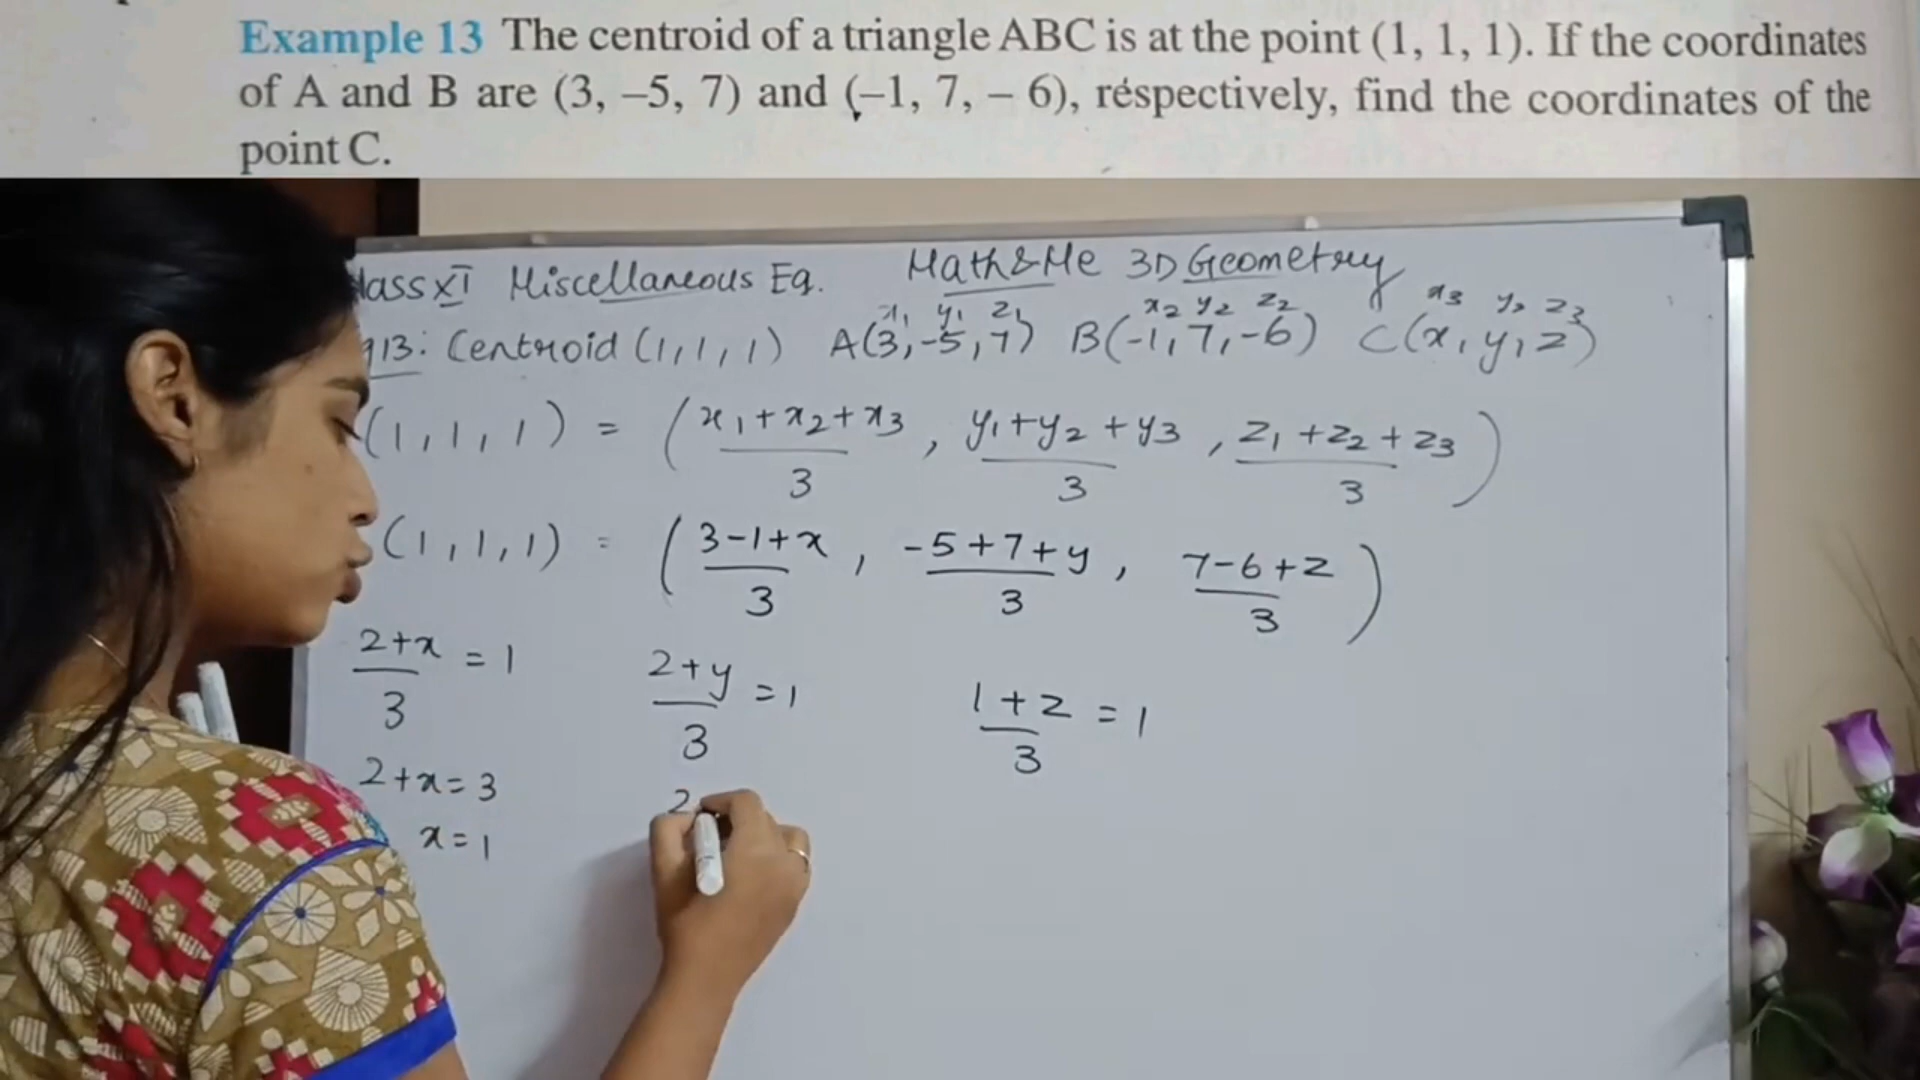 Example 13 The centroid of a triangle ABC is at the point (1, 1, 1). If the coordinates
of A and B are (3, –5, 7) and (–1, 7, – 6), respectively, find the coordinates of the
point C.
lass XI Miscellaneous Eg. Math&Me 3D Geometry
x₁ y₁ z₁ x₂ y₂ z₂ x₃ y₃ z₃
g13: Centroid (1,1,1) A(3,-5,7) B(-1,7,-6) C(x,y,z)
(1,1,1) = ( x₁+x₂+x₃ / 3 , y₁+y₂+y₃ / 3 , z₁+z₂+z₃ / 3 )
(1,1,1) = ( 3-1+x / 3 , -5+7+y / 3 , 7-6+z / 3 )
2+x / 3 = 1 2+y / 3 = 1 1+z / 3 = 1
2+x=3 2
x=1